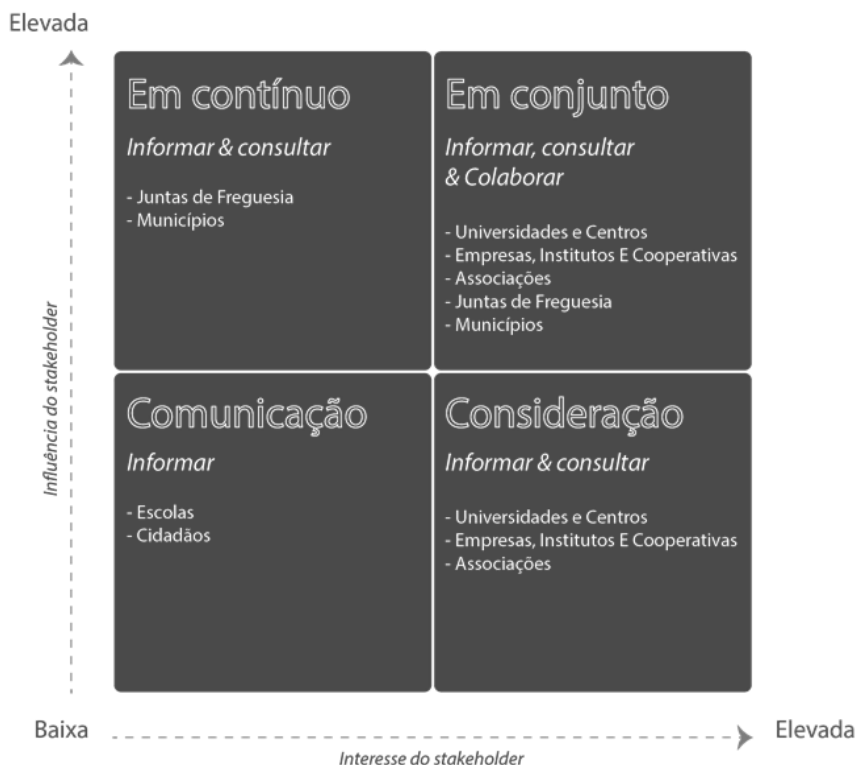 Elevada
Em contínuo
Informar & consultar
- Juntas de Freguesia
- Municípios
Em conjunto
Informar, consultar
& Colaborar
- Universidades e Centros
- Empresas, Institutos E Cooperativas
- Associações
- Juntas de Freguesia
- Municípios
Influência do stakeholder
Comunicação
Informar
- Escolas
- Cidadãos
Consideração
Informar & consultar
- Universidades e Centros
- Empresas, Institutos E Cooperativas
- Associações
Baixa
Elevada
Interesse do stakeholder